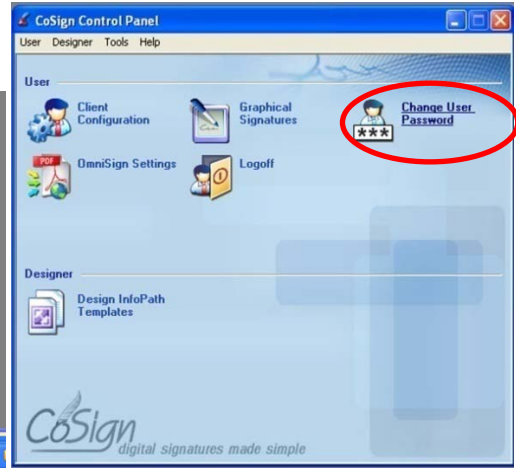 CoSign Control Panel
User Designer Tools Help
User
Client
Configuration
Graphical
Signatures
Change User
Password
***
PDF
OmniSign Settings
Logoff
Designer
Design InfoPath
Templates
CoSign
digital signatures made simple